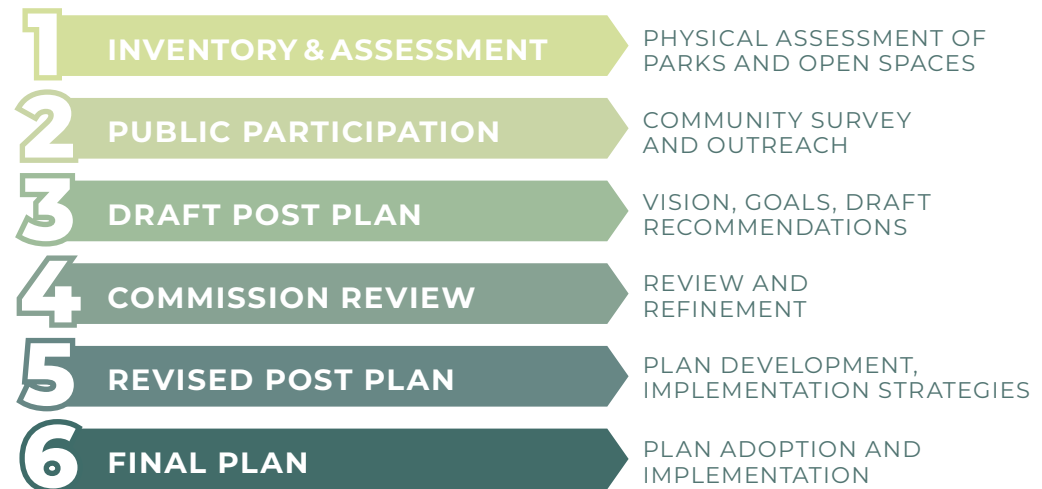 1
INVENTORY & ASSESSMENT
PHYSICAL ASSESSMENT OF
PARKS AND OPEN SPACES
2
PUBLIC PARTICIPATION
COMMUNITY SURVEY
AND OUTREACH
3
DRAFT POST PLAN
VISION, GOALS, DRAFT
RECOMMENDATIONS
4
COMMISSION REVIEW
REVIEW AND
REFINEMENT
5
REVISED POST PLAN
PLAN DEVELOPMENT,
IMPLEMENTATION STRATEGIES
6
FINAL PLAN
PLAN ADOPTION AND
IMPLEMENTATION